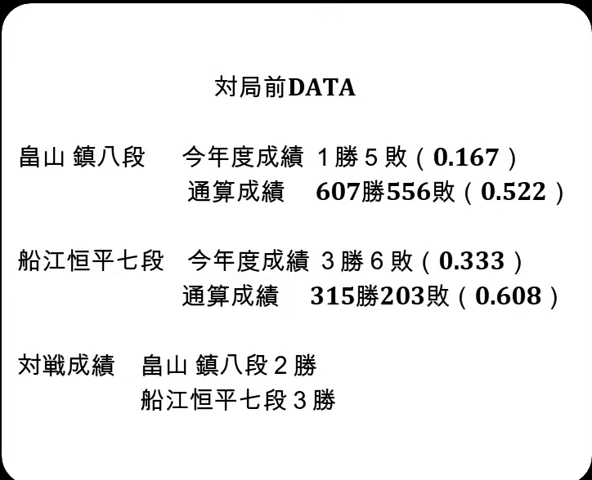 対局前DATA
畠山 鎮八段 今年度成績 1勝5敗(0.167)
通算成績 607勝556敗(0.522)
船江恒平七段 今年度成績 3勝6敗(0.333)
通算成績 315勝203敗(0.608)
対戦成績 畠山 鎮八段2勝
船江恒平七段3勝